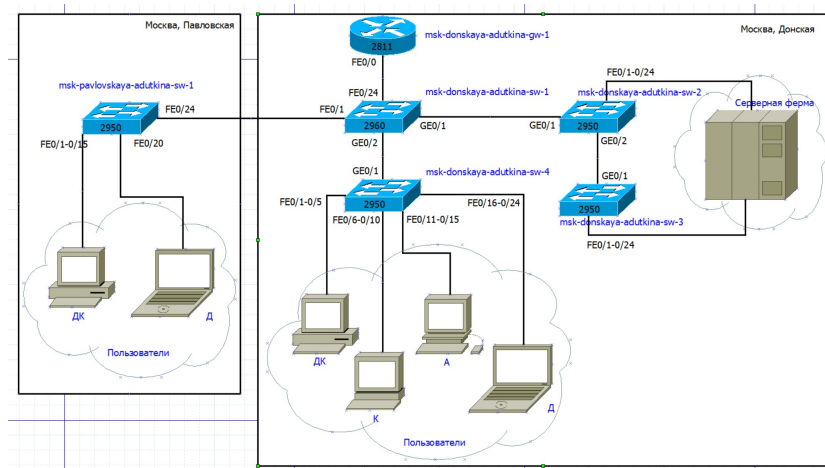 Москва, Павловская
msk-pavlovskaya-adutkina-sw-1
FE0/24
2950
FE0/1-0/15
FE0/20
ДК
Д
Пользователи
Москва, Донская
msk-donskaya-adutkina-gw-1
2811
FE0/0
FE0/24
msk-donskaya-adutkina-sw-1
FE0/1
2960
GE0/1
GE0/2
FE0/1-0/24
msk-donskaya-adutkina-sw-2
GE0/1
2950
GE0/2
Серверная ферма
GE0/1
msk-donskaya-adutkina-sw-4
2950
FE0/1-0/5
FE0/6-0/10
FE0/11-0/15
FE0/16-0/24
GE0/1
2950
msk-donskaya-adutkina-sw-3
FE0/1-0/24
ДК
А
К
Д
Пользователи